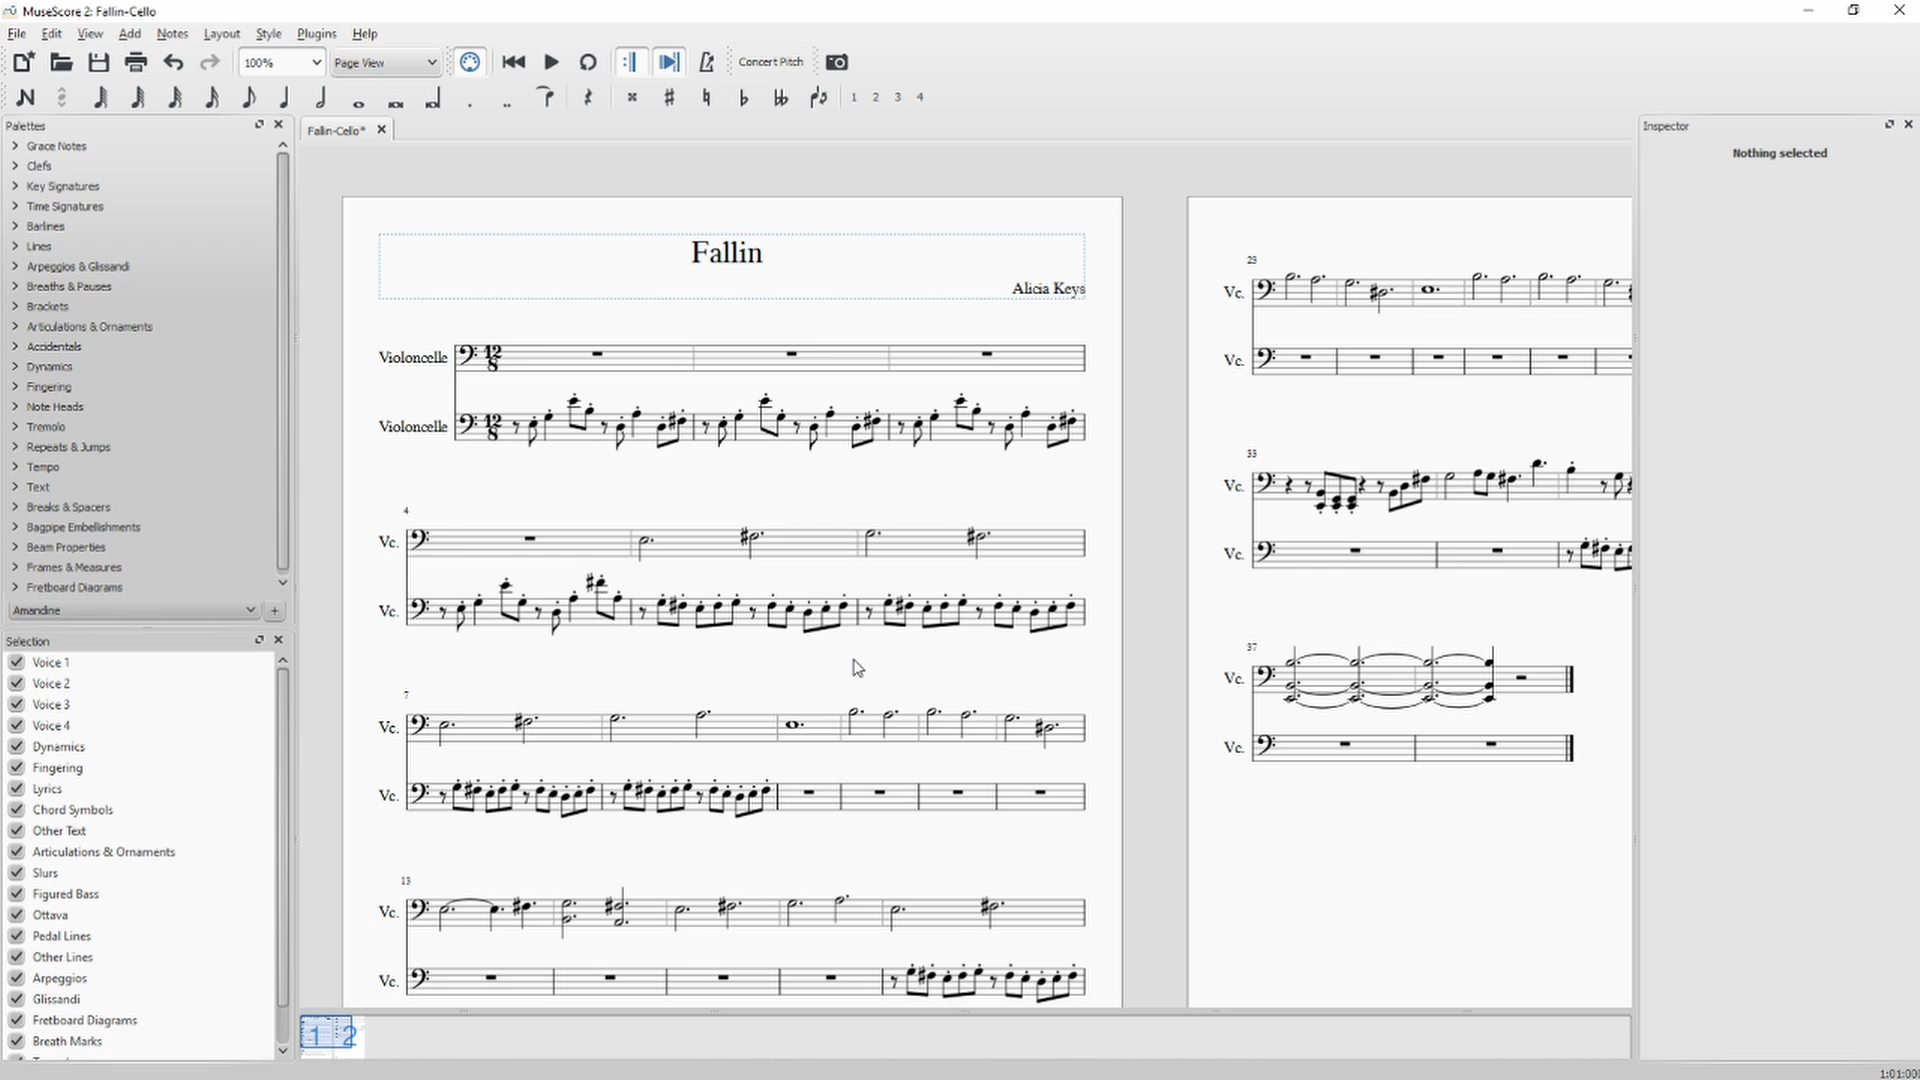 MuseScore 2: Fallin-Cello
File Edit View Add Notes Layout Style Plugins Help
100% Page View Concert Pitch
1 2 3 4
Palettes
Grace Notes
Clefs
Key Signatures
Time Signatures
Barlines
Lines
Arpeggios & Glissandi
Breaths & Pauses
Brackets
Articulations & Ornaments
Accidentals
Dynamics
Fingering
Note Heads
Tremolo
Repeats & Jumps
Tempo
Text
Breaks & Spacers
Bagpipe Embellishments
Beam Properties
Frames & Measures
Fretboard Diagrams
Amandine
Selection
Voice 1
Voice 2
Voice 3
Voice 4
Dynamics
Fingering
Lyrics
Chord Symbols
Other Text
Articulations & Ornaments
Slurs
Figured Bass
Ottava
Pedal Lines
Other Lines
Arpeggios
Glissandi
Fretboard Diagrams
Breath Marks
Fallin-Cello*
Fallin
Alicia Keys
Violoncelle 12 8
Violoncelle 12 8
4
Vc.
Vc.
7
Vc.
Vc.
13
Vc.
Vc.
23
Vc.
Vc.
33
Vc.
Vc.
37
Vc.
Vc.
1 2
Inspector
Nothing selected